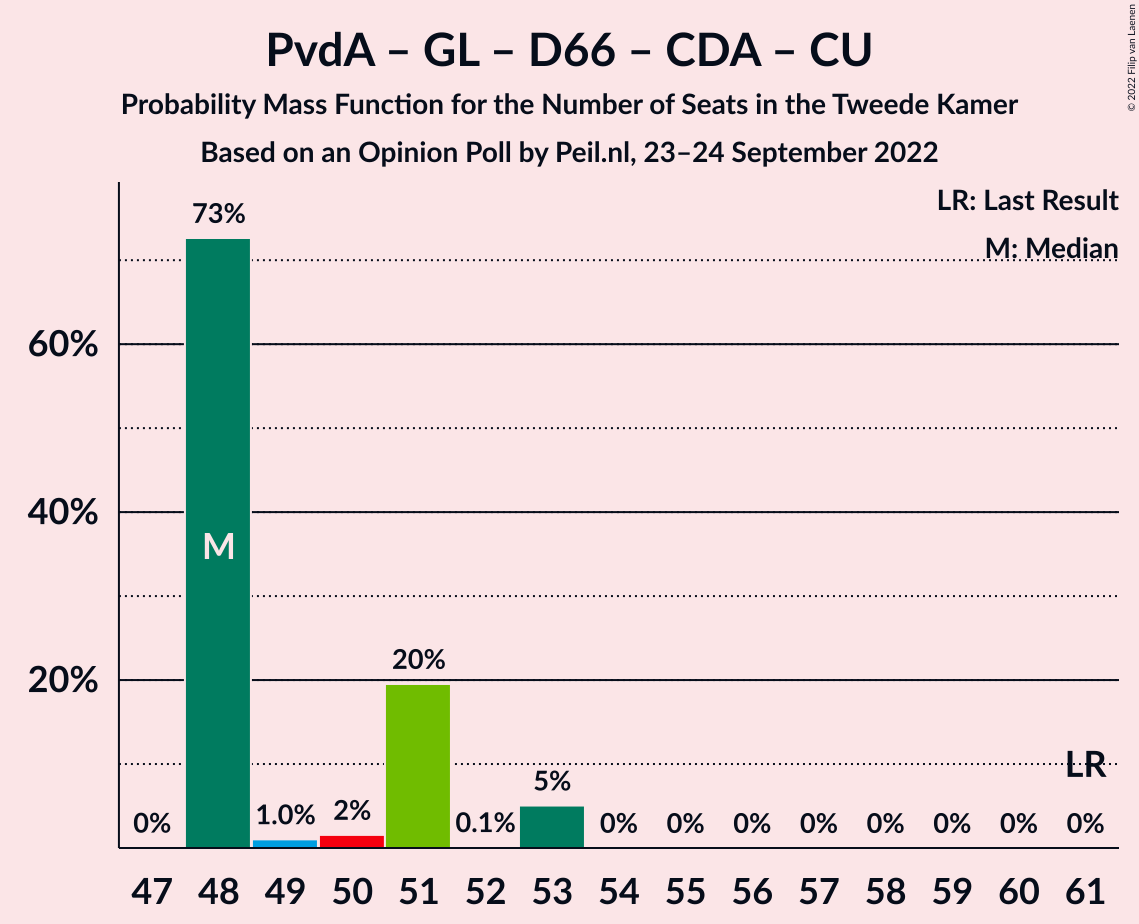 PvdA – GL – D66 – CDA – CU
Probability Mass Function for the Number of Seats in the Tweede Kamer
Based on an Opinion Poll by Peil.nl, 23–24 September 2022
© 2022 Filip van Laenen
LR: Last Result
M: Median
73%
60%
40%
M
20%
20%
LR
0%
1.0%
2%
0.1%
5%
0%
0%
0%
0%
0%
0%
0%
0%
47 48 49 50 51 52 53 54 55 56 57 58 59 60 61